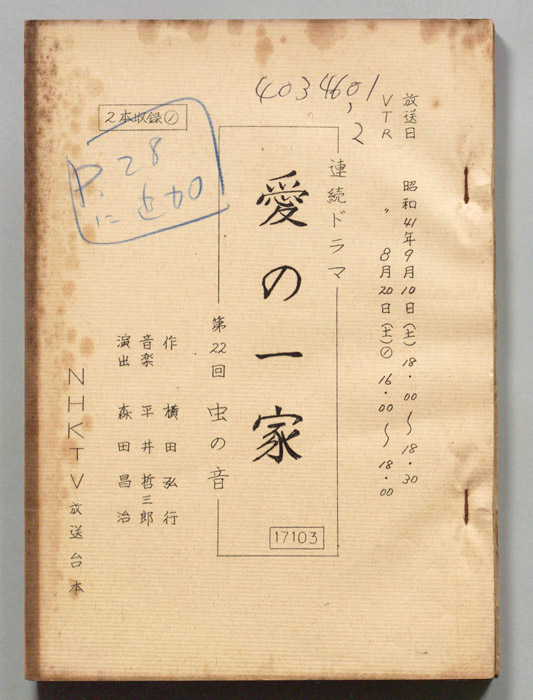 4034601
, 2
放送日 昭和41年9月10日(土) 18・00〜18・30
VTR 〃 8月20日(土)① 16・00〜18・00
2本収録①
P.28
に追加
連続ドラマ
愛の一家
第22回 虫の音
17103
作 横田弘行
音楽 平井哲三郎
演出 森田昌治
NHKTV放送台本